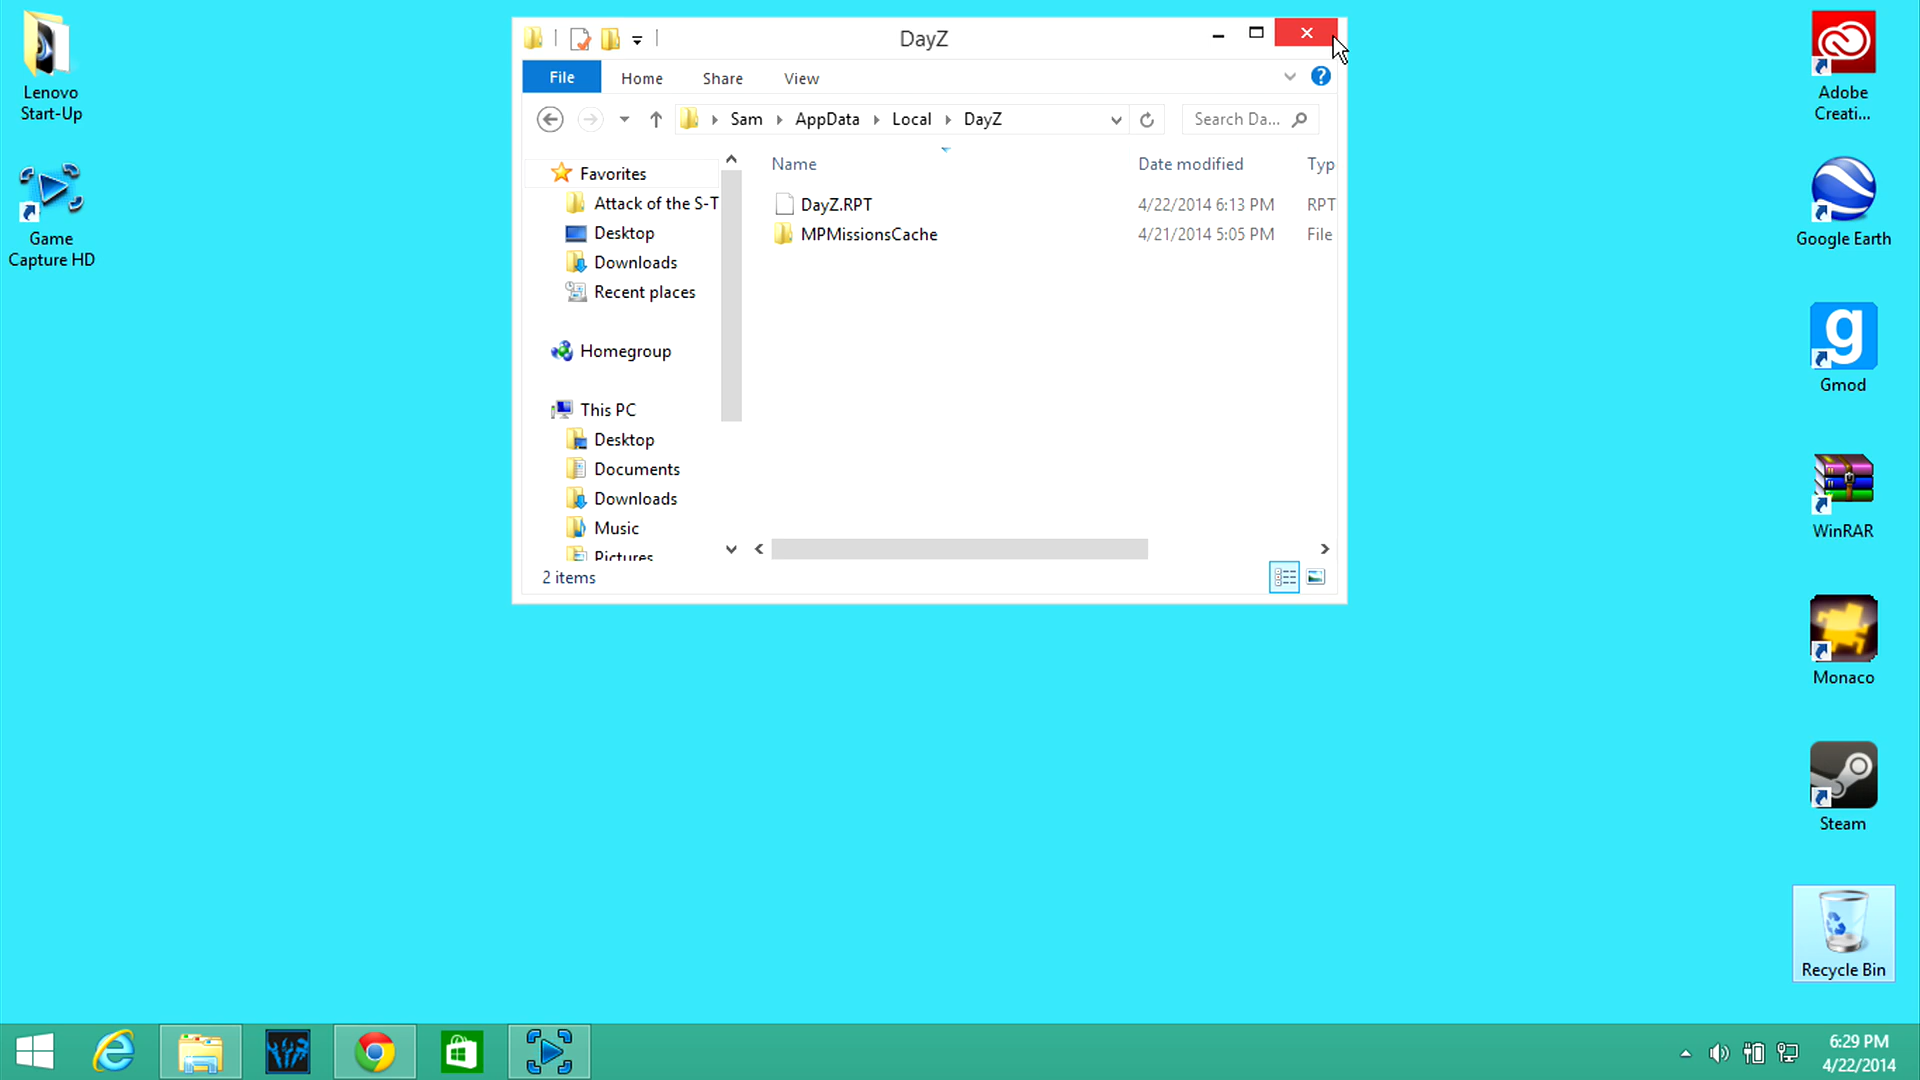 Lenovo
Start-Up
Game
Capture HD
DayZ
File
Home
Share
View
Sam
AppData
Local
DayZ
Search Da...
Name
Date modified
Typ
DayZ.RPT
4/22/2014 6:13 PM
RPT
MPMissionsCache
4/21/2014 5:05 PM
File
Favorites
Attack of the S-T
Desktop
Downloads
Recent places
Homegroup
This PC
Desktop
Documents
Downloads
Music
Pictures
2 items
Adobe
Creati...
Google Earth
g
Gmod
WinRAR
Monaco
Steam
Recycle Bin
6:29 PM
4/22/2014